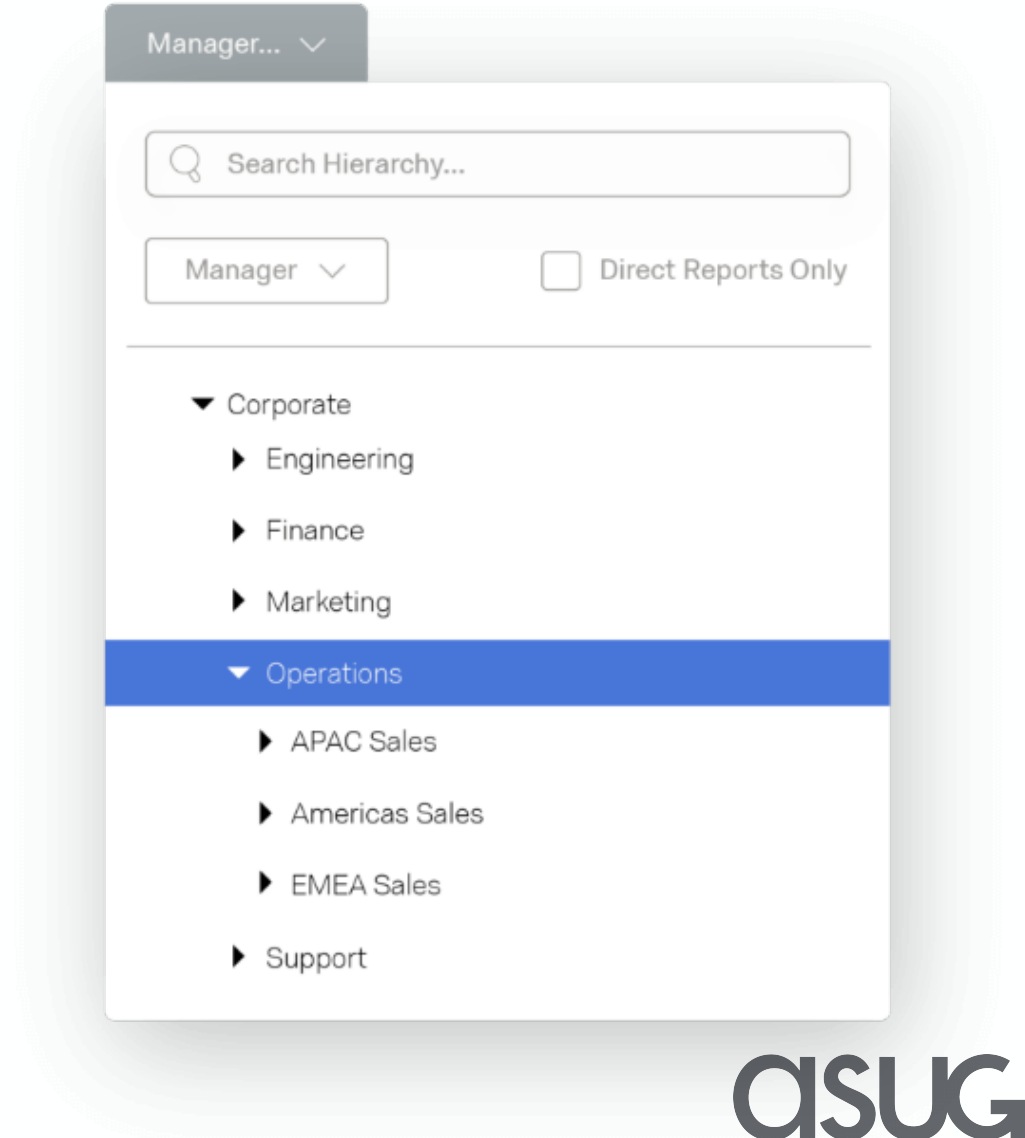 Manager...
Search Hierarchy...
Manager
Direct Reports Only
Corporate
Engineering
Finance
Marketing
Operations
APAC Sales
Americas Sales
EMEA Sales
Support
asug